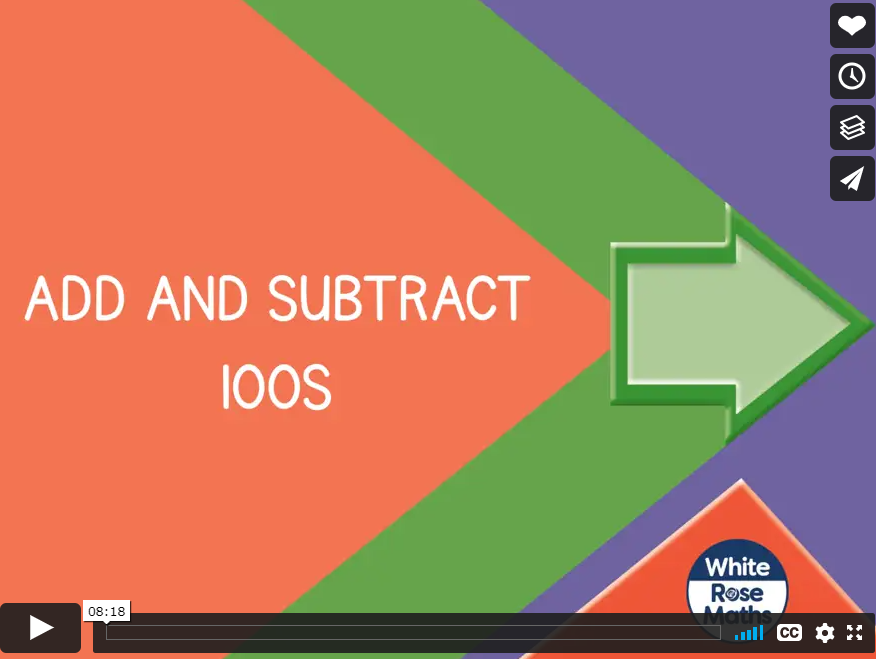 ADD AND SUBTRACT
100S
White
Rose
Maths
08:18
CC